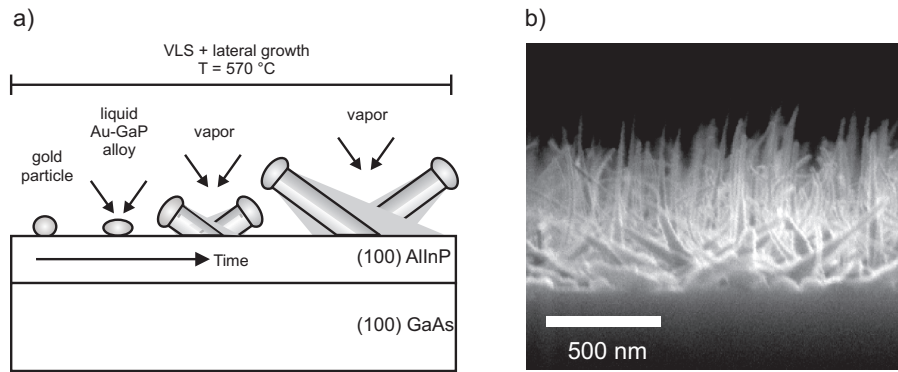 a)
VLS + lateral growth
T = 570 °C
gold
particle
liquid
Au-GaP
alloy
vapor
vapor
Time
(100) AlInP
(100) GaAs
b)
500 nm